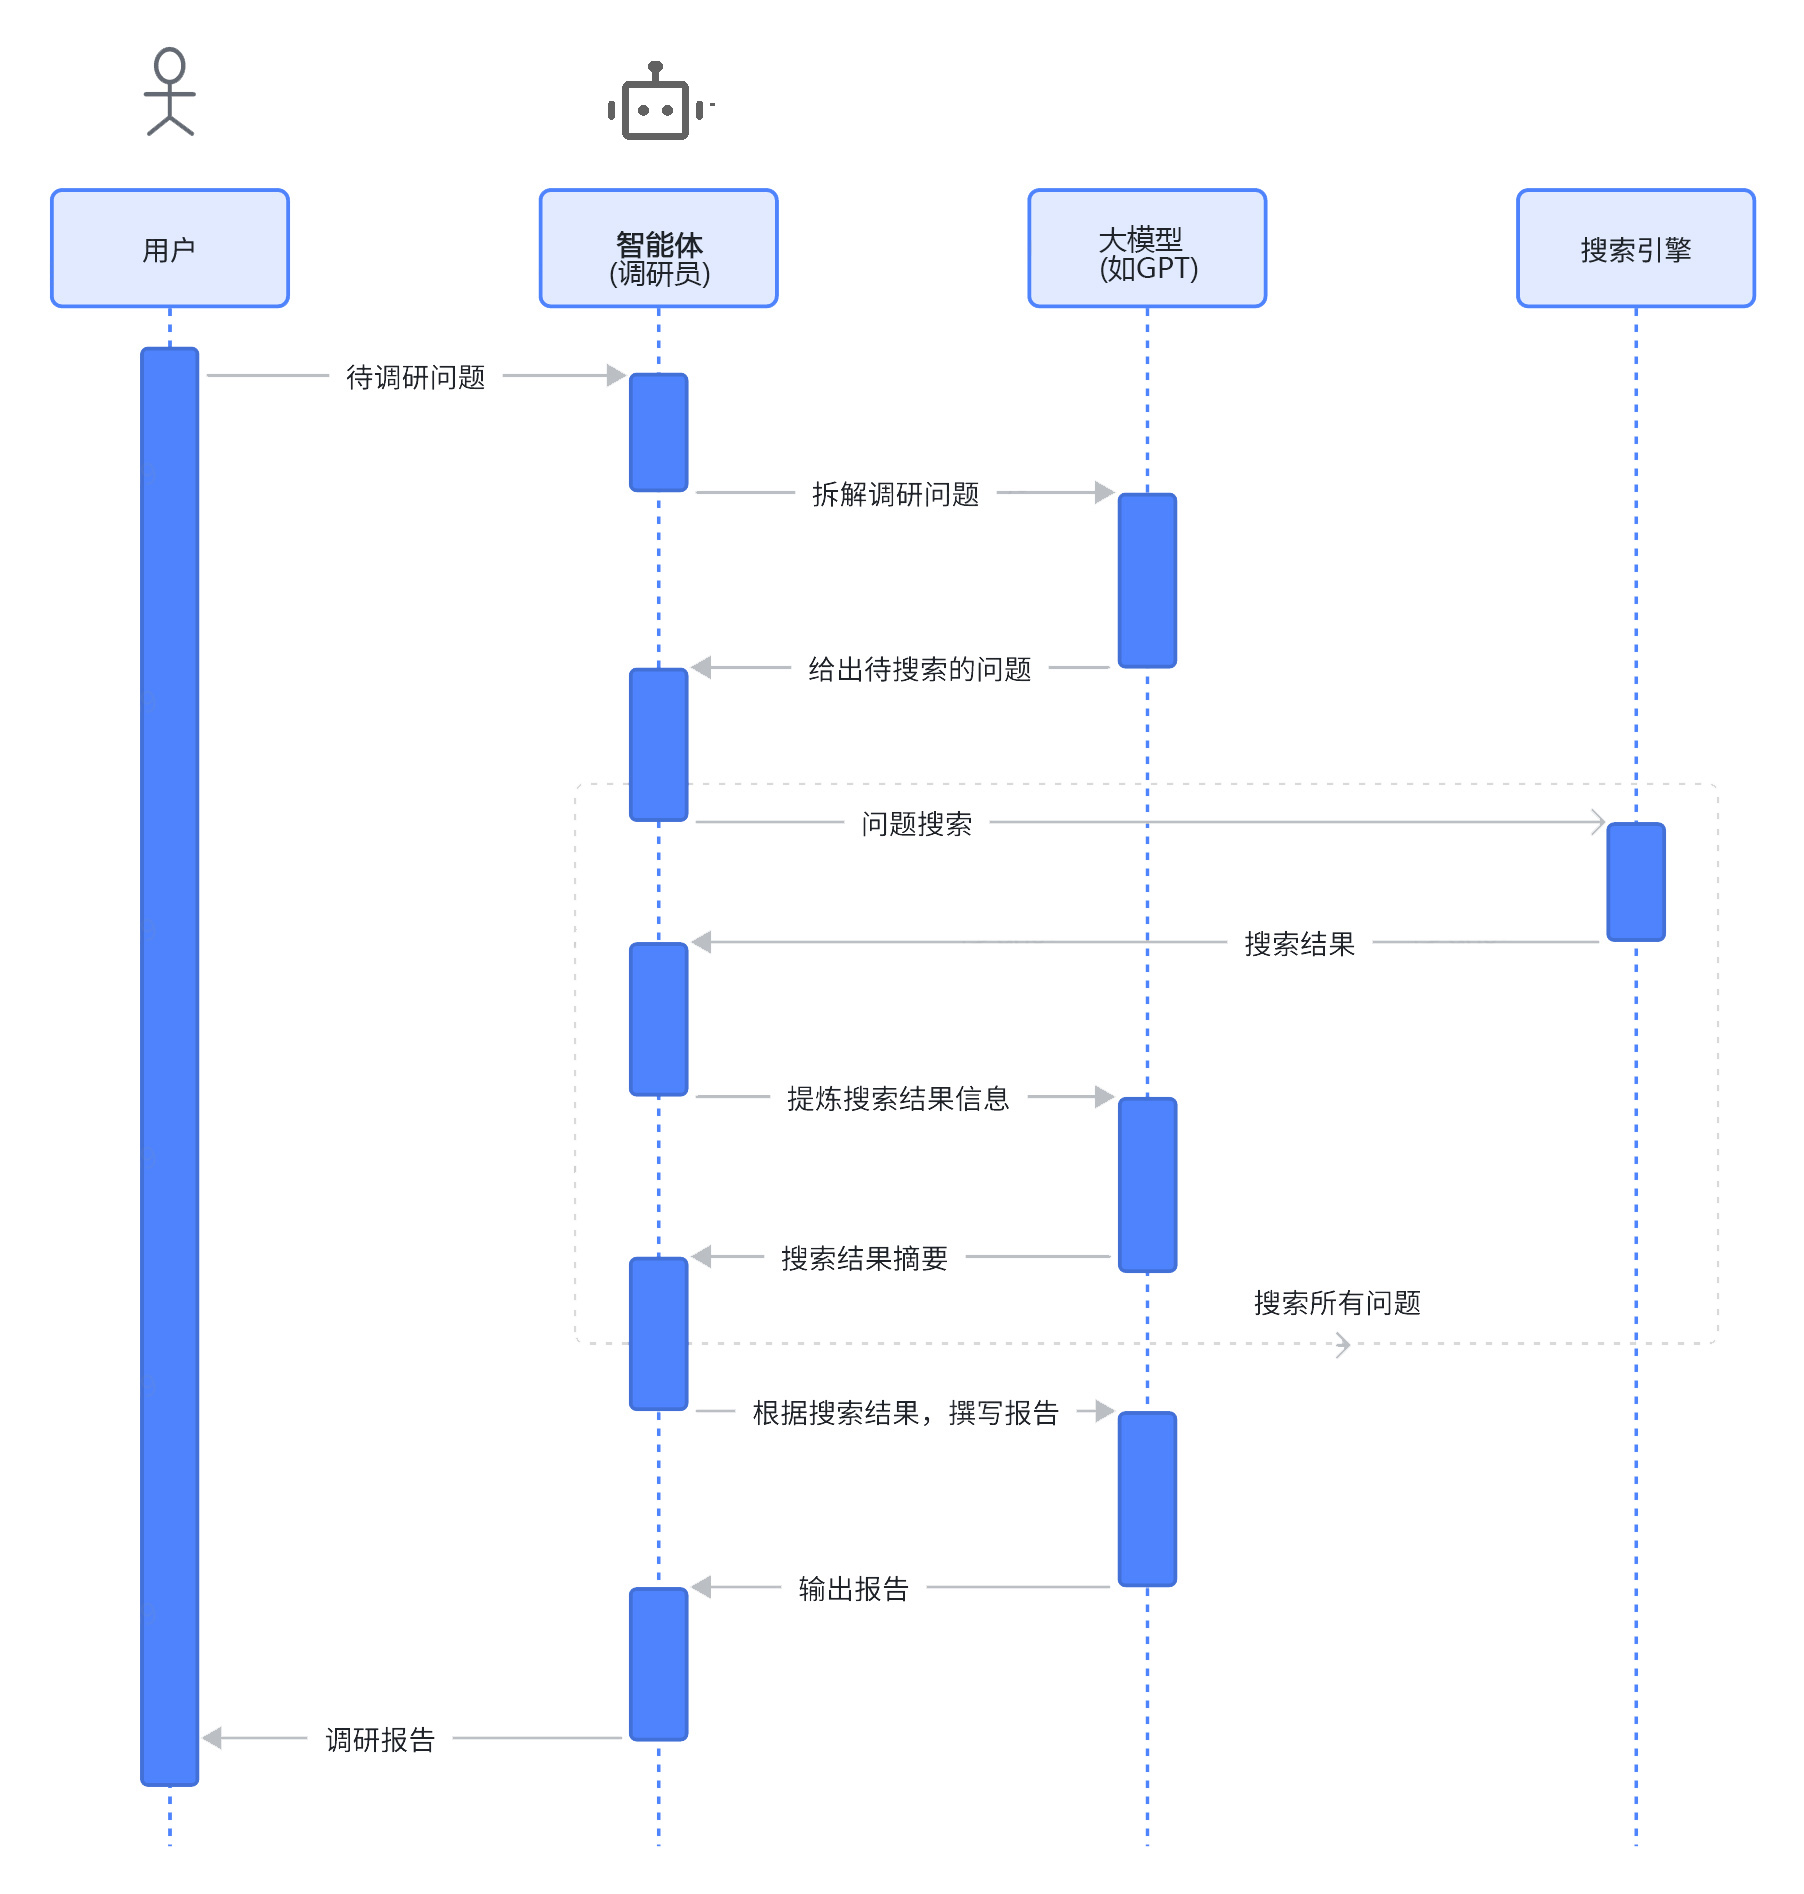 用户
智能体
(调研员)
大模型
(如GPT)
搜索引擎
待调研问题
拆解调研问题
给出待搜索的问题
问题搜索
搜索结果
提炼搜索结果信息
搜索结果摘要
搜索所有问题
根据搜索结果，撰写报告
输出报告
调研报告